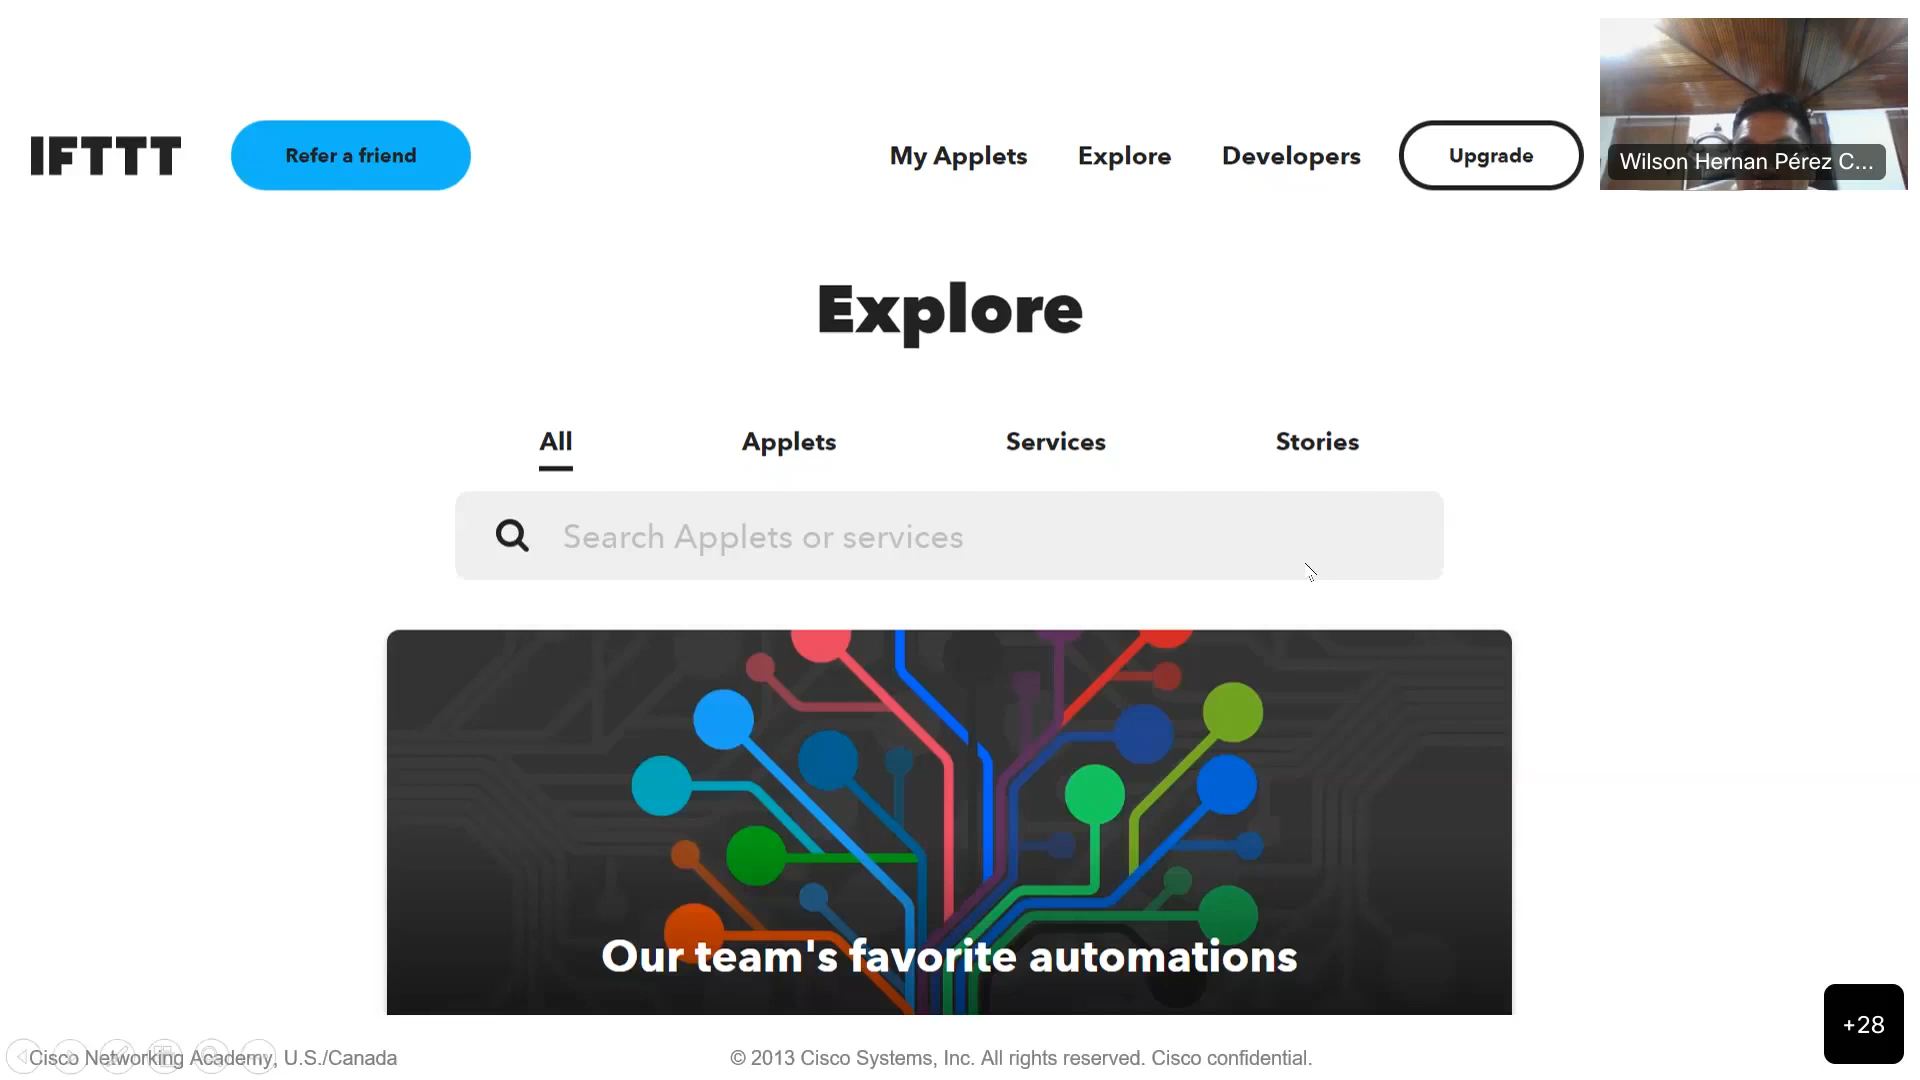 IFTTT
Refer a friend
My Applets
Explore
Developers
Upgrade
Wilson Hernan Pérez C...
Explore
All
Applets
Services
Stories
Search Applets or services
Our team's favorite automations
+28
Cisco Networking Academy, U.S./Canada
© 2013 Cisco Systems, Inc. All rights reserved. Cisco confidential.